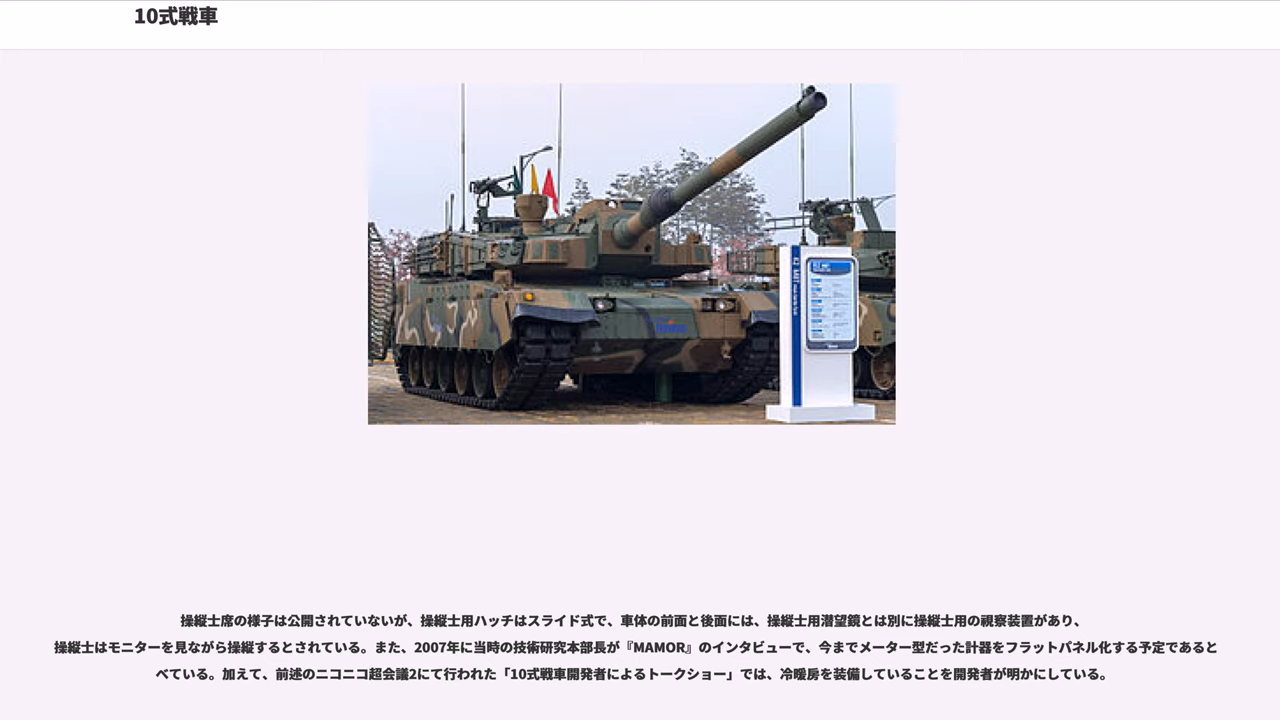 10式戦車
K2 MBT
操縦士席の様子は公開されていないが、操縦士用ハッチはスライド式で、車体の前面と後面には、操縦士用潜望鏡とは別に操縦士用の視察装置があり、
操縦士はモニターを見ながら操縦するとされている。また、2007年に当時の技術研究本部長が『MAMOR』のインタビューで、今までメーター型だった計器をフラットパネル化する予定であると
べている。加えて、前述のニコニコ超会議2にて行われた「10式戦車開発者によるトークショー」では、冷暖房を装備していることを開発者が明かにしている。